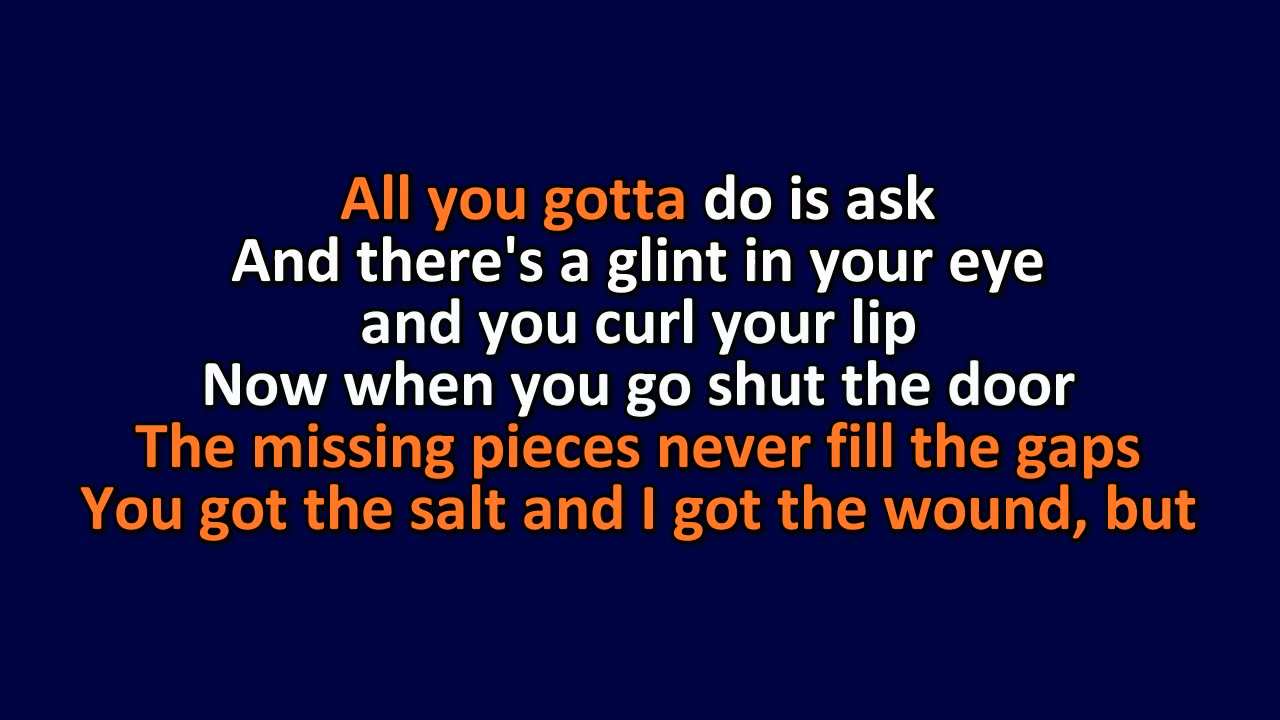 All you gotta do is ask
And there's a glint in your eye
and you curl your lip
Now when you go shut the door
The missing pieces never fill the gaps
You got the salt and I got the wound, but